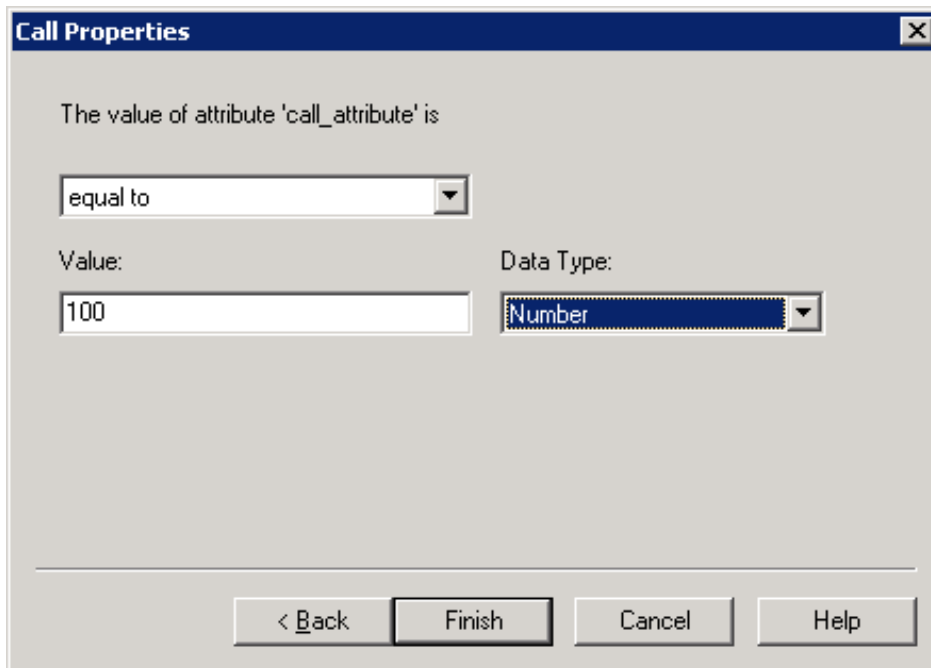 Call Properties
The value of attribute 'call_attribute' is
equal to
Value: Data Type:
100 Number
< Back Finish Cancel Help